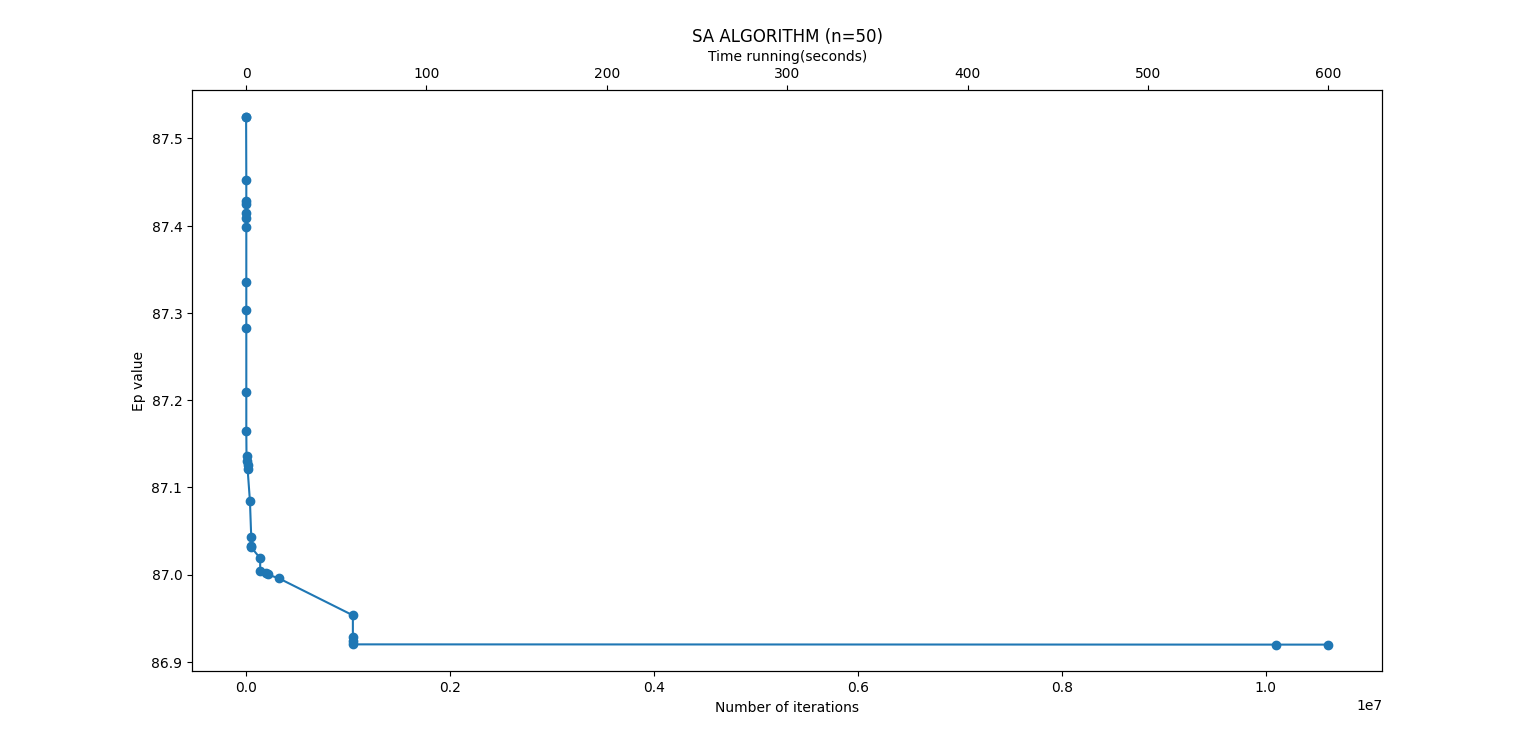 SA ALGORITHM (n=50)
Time running(seconds)
0 100 200 300 400 500 600
87.5
87.4
87.3
87.2
87.1
87.0
86.9
Ep value
0.0 0.2 0.4 0.6 0.8 1.0
1e7
Number of iterations